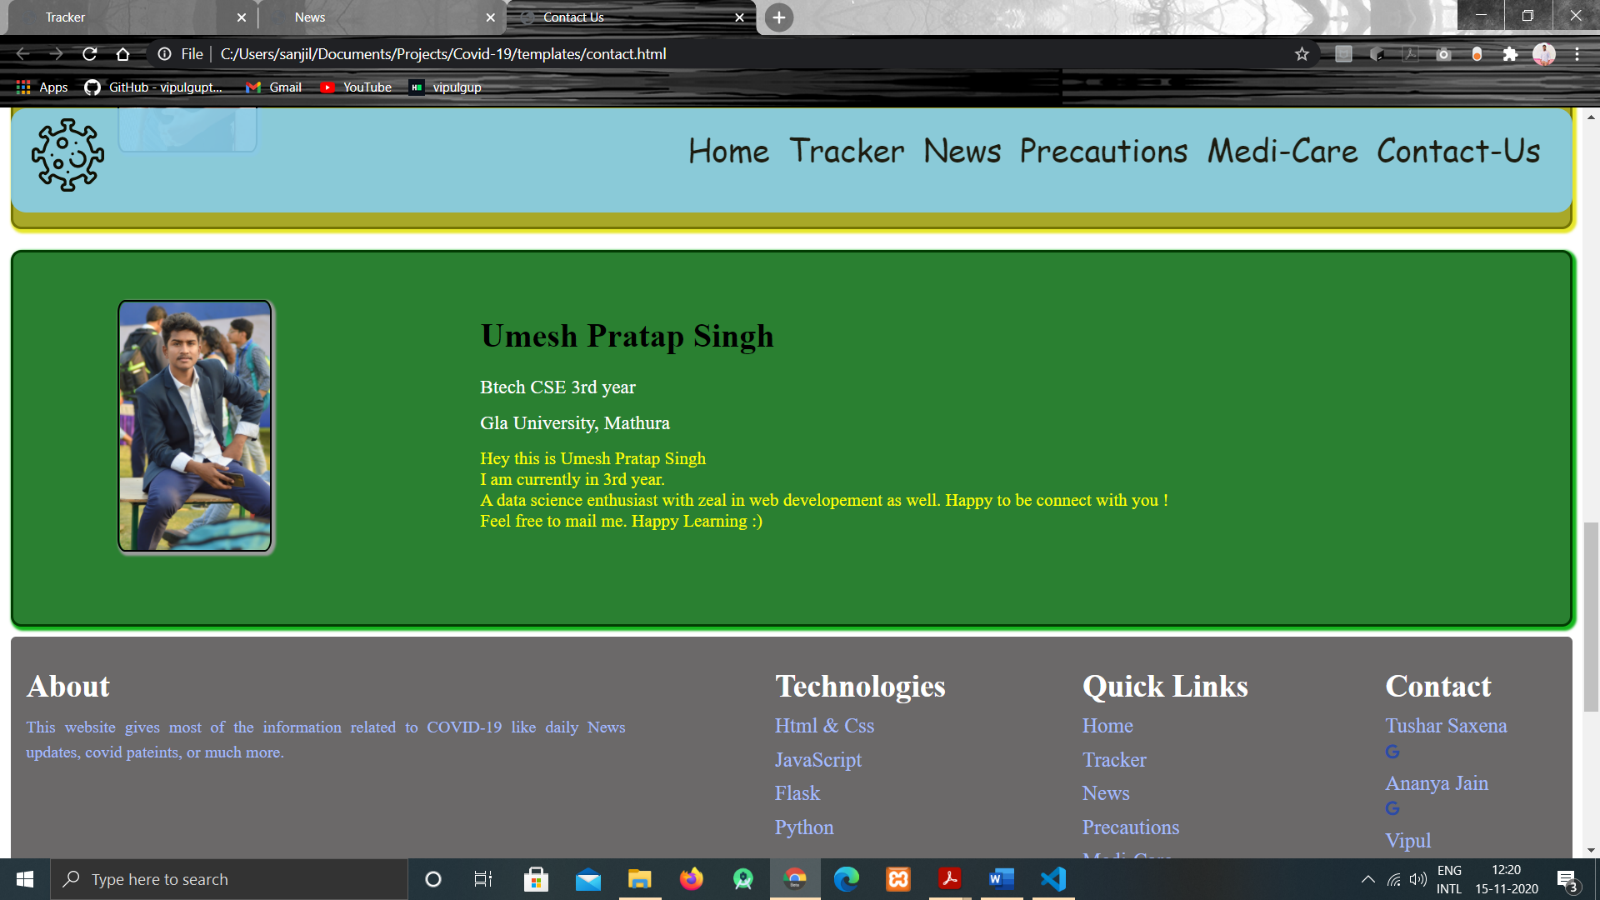 Tracker
News
Contact Us
File
C:/Users/sanjil/Documents/Projects/Covid-19/templates/contact.html
Apps
GitHub - vipulgupt...
Gmail
YouTube
vipulgup
Home Tracker News Precautions Medi-Care Contact-Us
Umesh Pratap Singh
Btech CSE 3rd year
Gla University, Mathura
Hey this is Umesh Pratap Singh
I am currently in 3rd year.
A data science enthusiast with zeal in web developement as well. Happy to be connect with you !
Feel free to mail me. Happy Learning :)
About
This website gives most of the information related to COVID-19 like daily News
updates, covid pateints, or much more.
Technologies
Html & Css
JavaScript
Flask
Python
Quick Links
Home
Tracker
News
Precautions
Medi-Care
Contact
Tushar Saxena
G
Ananya Jain
G
Vipul
Type here to search
ENG
INTL
12:20
15-11-2020
3